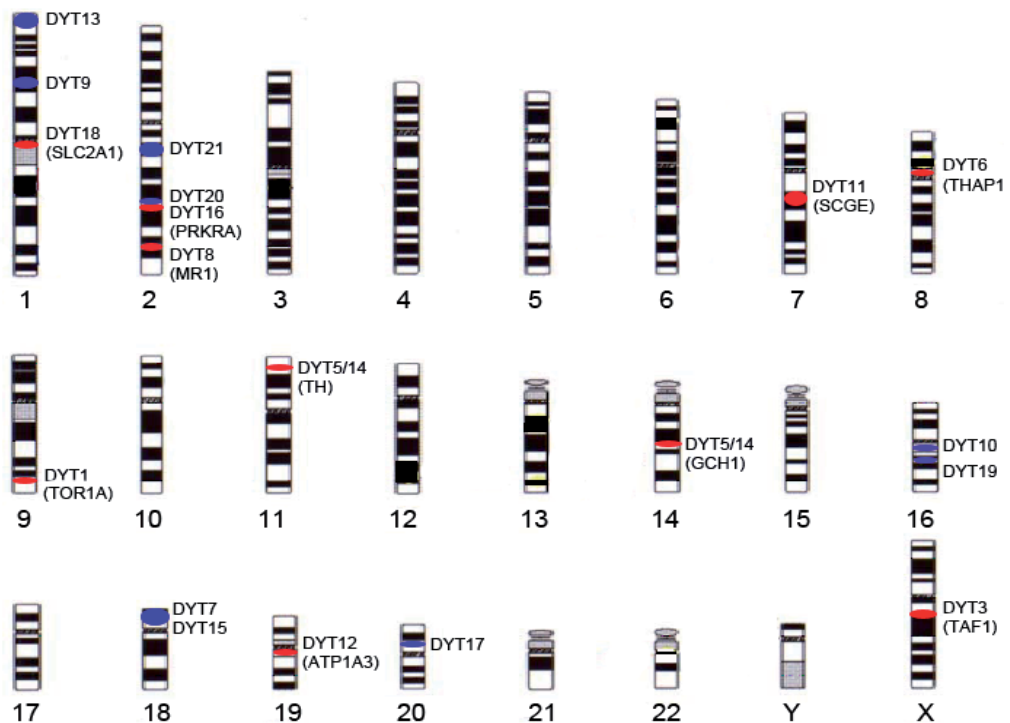 DYT13
DYT9
DYT18
(SLC2A1)
DYT21
DYT20
DYT16
(PRKRA)
DYT8
(MR1)
DYT11
(SCGE)
DYT6
(THAP1
1 2 3 4 5 6 7 8
DYT1
(TOR1A)
DYT5/14
(TH)
DYT5/14
(GCH1)
DYT10
DYT19
9 10 11 12 13 14 15 16
DYT7
DYT15
DYT12
(ATP1A3)
DYT17
DYT3
(TAF1)
17 18 19 20 21 22 Y X